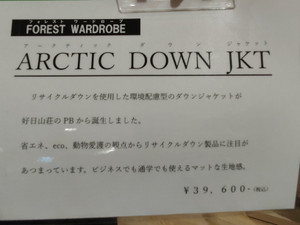 フォレスト ワードローブ
FOREST WARDROBE
アークティック ダウン ジャケット
ARCTIC DOWN JKT
リサイクルダウンを使用した環境配慮型のダウンジャケットが
好日山荘のPBから誕生しました。
省エネ、eco、動物愛護の観点からリサイクルダウン製品に注目が
あつまっています。ビジネスでも通学でも使えるマットな生地感。
¥39,600-(税込)